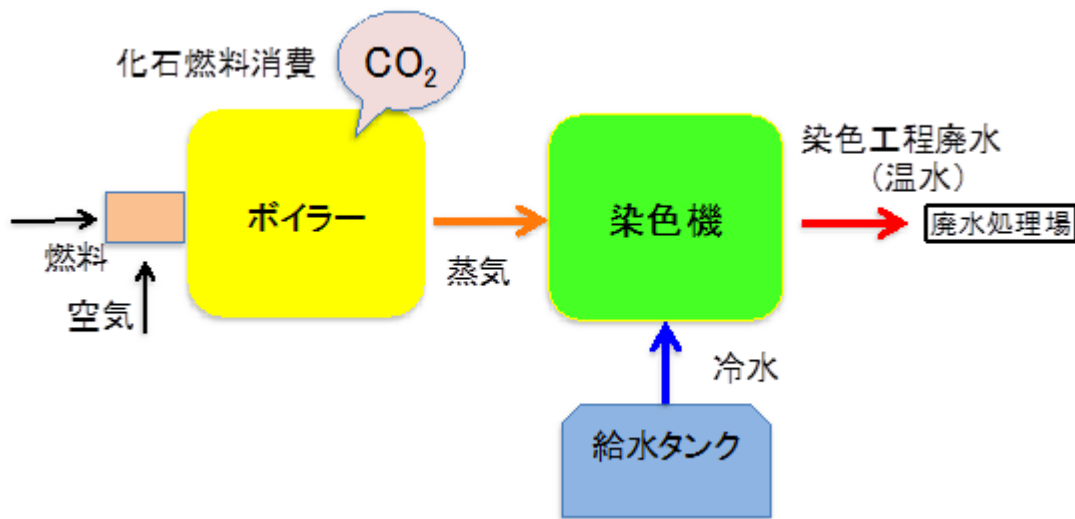 化石燃料消費
CO₂
ボイラー
染色機
染色工程廃水
(温水)
廃水処理場
燃料
空気
蒸気
冷水
給水タンク